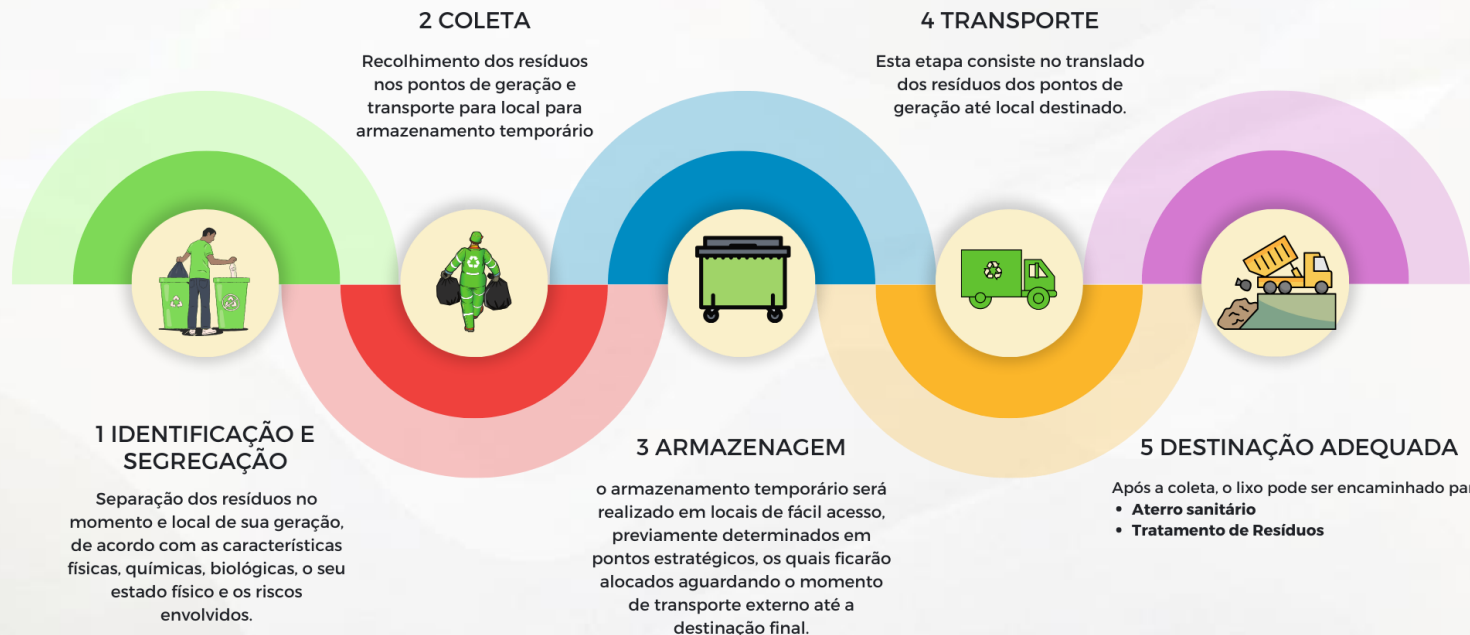 1 IDENTIFICAÇÃO E
SEGREGAÇÃO
Separação dos resíduos no
momento e local de sua geração,
de acordo com as características
físicas, químicas, biológicas, o seu
estado físico e os riscos
envolvidos.
2 COLETA
Recolhimento dos resíduos
nos pontos de geração e
transporte para local para
armazenamento temporário
3 ARMAZENAGEM
o armazenamento temporário será
realizado em locais de fácil acesso,
previamente determinados em
pontos estratégicos, os quais ficarão
alocados aguardando o momento
de transporte externo até a
destinação final.
4 TRANSPORTE
Esta etapa consiste no translado
dos resíduos dos pontos de
geração até local destinado.
5 DESTINAÇÃO ADEQUADA
Após a coleta, o lixo pode ser encaminhado
• Aterro sanitário
• Tratamento de Resíduos